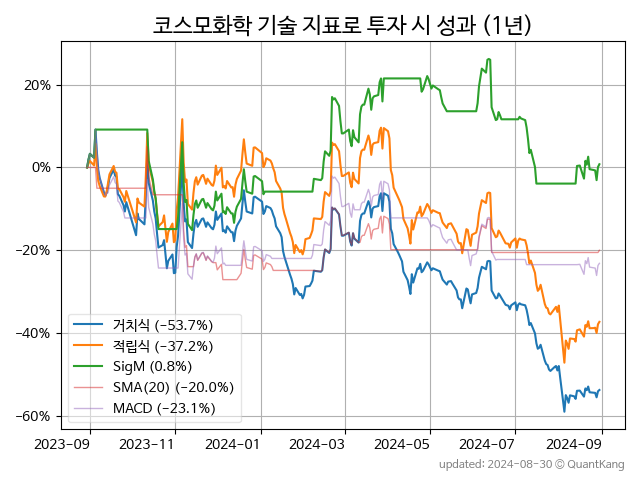 코스모화학 기술 지표로 투자 시 성과 (1년)
20%
0%
−20%
−40%
−60%
거치식 (−53.7%)
적립식 (−37.2%)
SigM (0.8%)
SMA(20) (−20.0%)
MACD (−23.1%)
2023-09 2023-11 2024-01 2024-03 2024-05 2024-07 2024-09
updated: 2024-08-30 © QuantKang